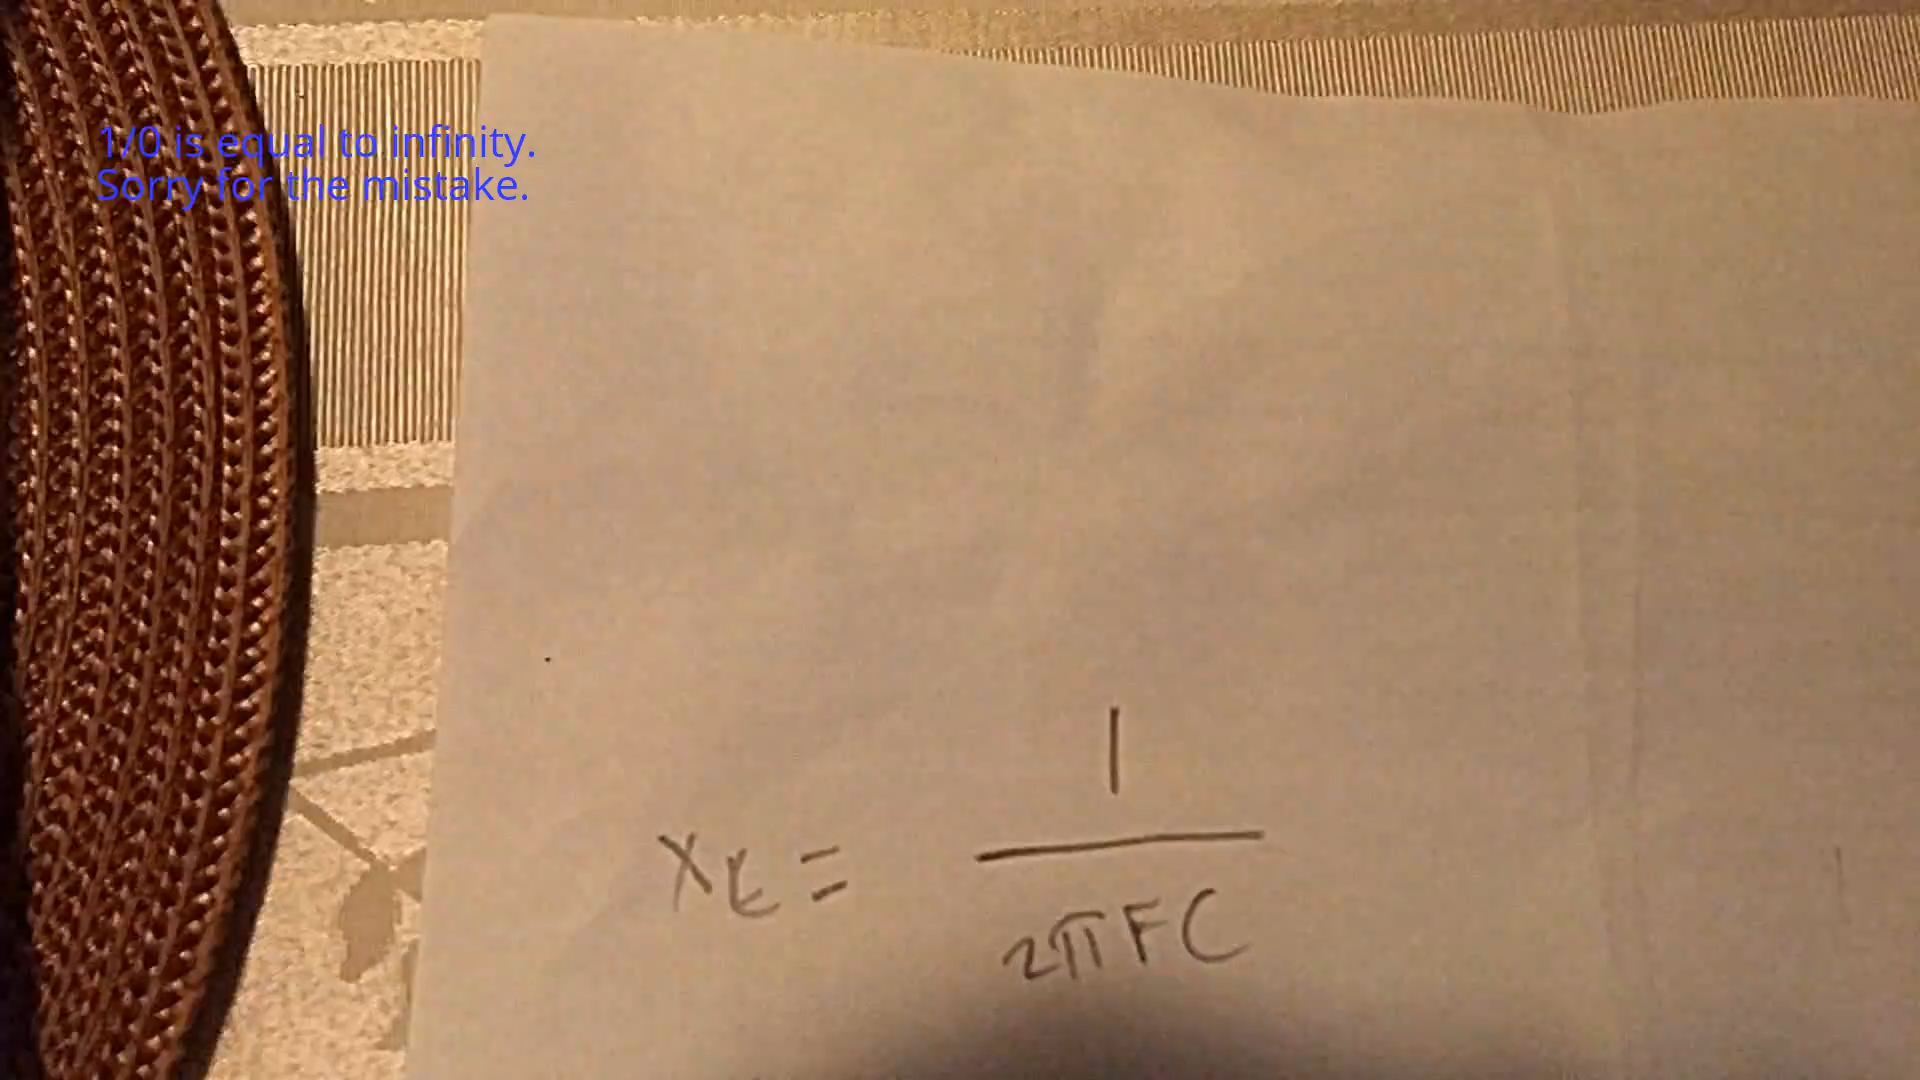 1/0 is equal to infinity.
Sorry for the mistake.
1
Xc =
2πFC